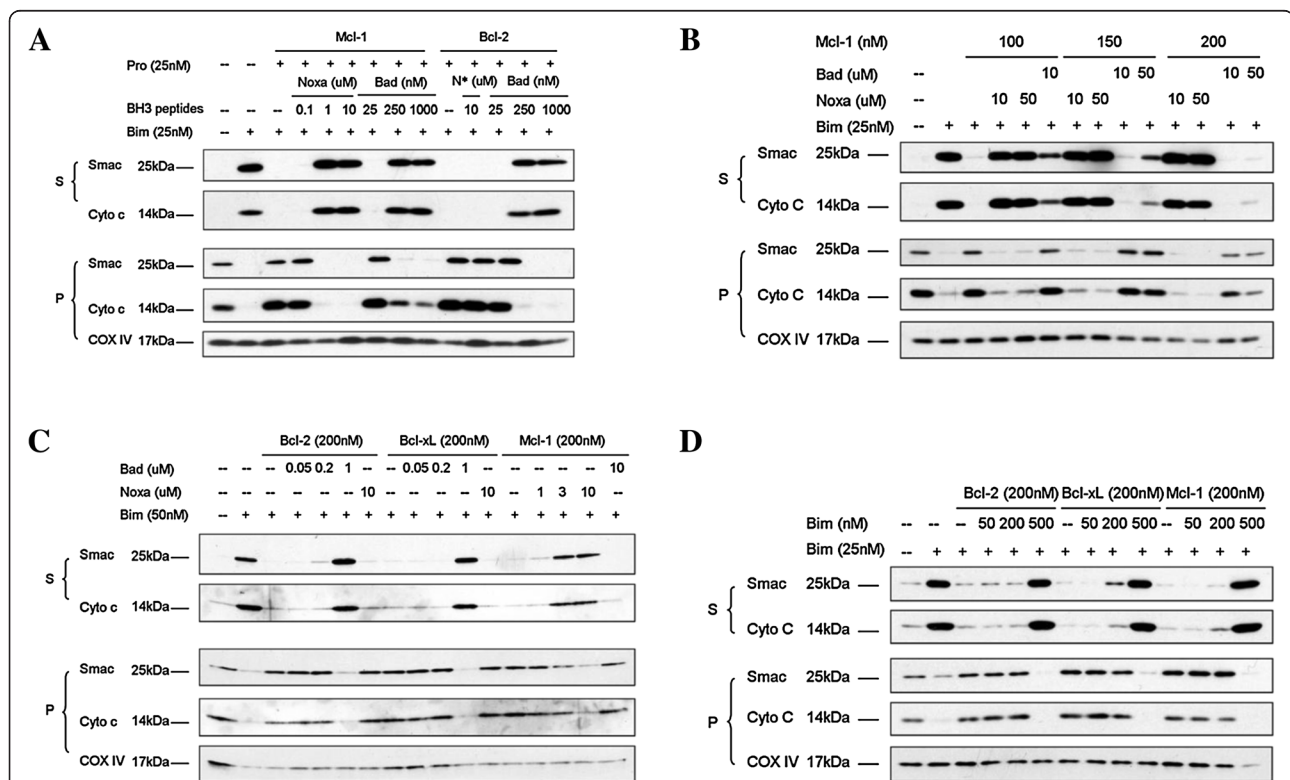 A
Mcl-1 Bcl-2
Pro (25nM) -- -- + + + + + + + + + + +
Noxa (uM) Bad (nM) N* (uM) Bad (nM)
BH3 peptides -- -- -- 0.1 1 10 25 250 1000 -- 10 25 250 1000
Bim (25nM) -- + + + + + + + + + + + + +
S
Smac 25kDa
Cyto c 14kDa
P
Smac 25kDa
Cyto c 14kDa
COX IV 17kDa
B
Mcl-1 (nM) 100 150 200
Bad (uM) -- 10 10 50 10 50
Noxa (uM) 10 50 10 50 10 50
Bim (25nM) -- + + + + + + + + + + + + +
S
Smac 25kDa
Cyto C 14kDa
P
Smac 25kDa
Cyto C 14kDa
COX IV 17kDa
C
Bcl-2 (200nM) Bcl-xL (200nM) Mcl-1 (200nM)
Bad (uM) -- -- -- 0.05 0.2 1 -- -- 0.05 0.2 1 -- -- -- -- -- 10
Noxa (uM) -- -- -- -- -- -- 10 -- -- -- -- 10 -- 1 3 10 --
Bim (50nM) -- + + + + + + + + + + + + + + + +
S
Smac 25kDa
Cyto c 14kDa
P
Smac 25kDa
Cyto c 14kDa
COX IV 17kDa
D
Bcl-2 (200nM) Bcl-xL (200nM) Mcl-1 (200nM)
Bim (nM) -- -- -- 50 200 500 -- 50 200 500 -- 50 200 500
Bim (25nM) -- + + + + + + + + + + + + +
S
Smac 25kDa
Cyto C 14kDa
P
Smac 25kDa
Cyto C 14kDa
COX IV 17kDa